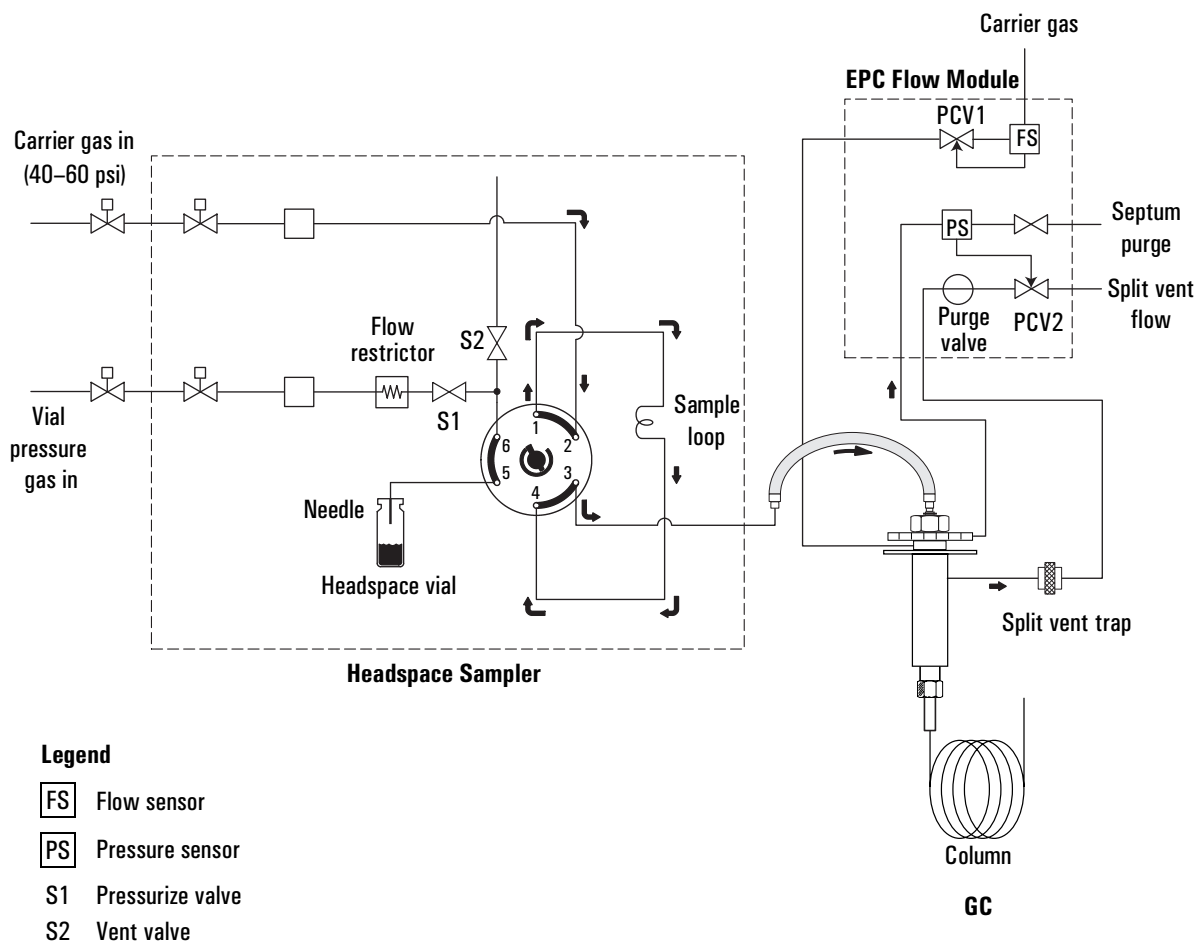 Carrier gas
EPC Flow Module
PCV1
FS
Carrier gas in
(40–60 psi)
PS
Septum
purge
Split vent
flow
Purge
valve
PCV2
Flow
restrictor
S2
S1
Vial
pressure
gas in
Sample
loop
1
2
3
4
5
6
Needle
Headspace vial
Headspace Sampler
Split vent trap
Column
GC
Legend
FS Flow sensor
PS Pressure sensor
S1 Pressurize valve
S2 Vent valve